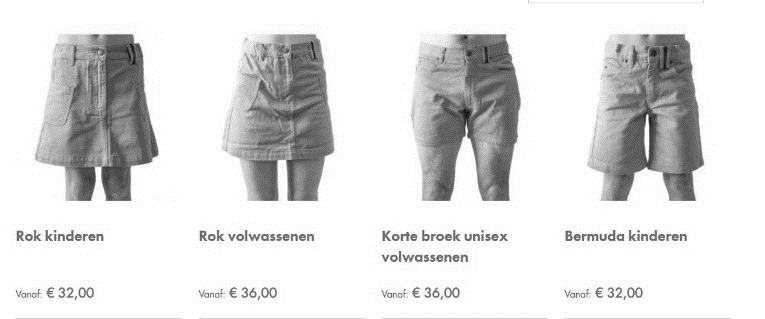 Rok kinderen
Rok volwassenen
Korte broek unisex
volwassenen
Bermuda kinderen
Vanaf: € 32,00
Vanaf: € 36,00
Vanaf: € 36,00
Vanaf: € 32,00